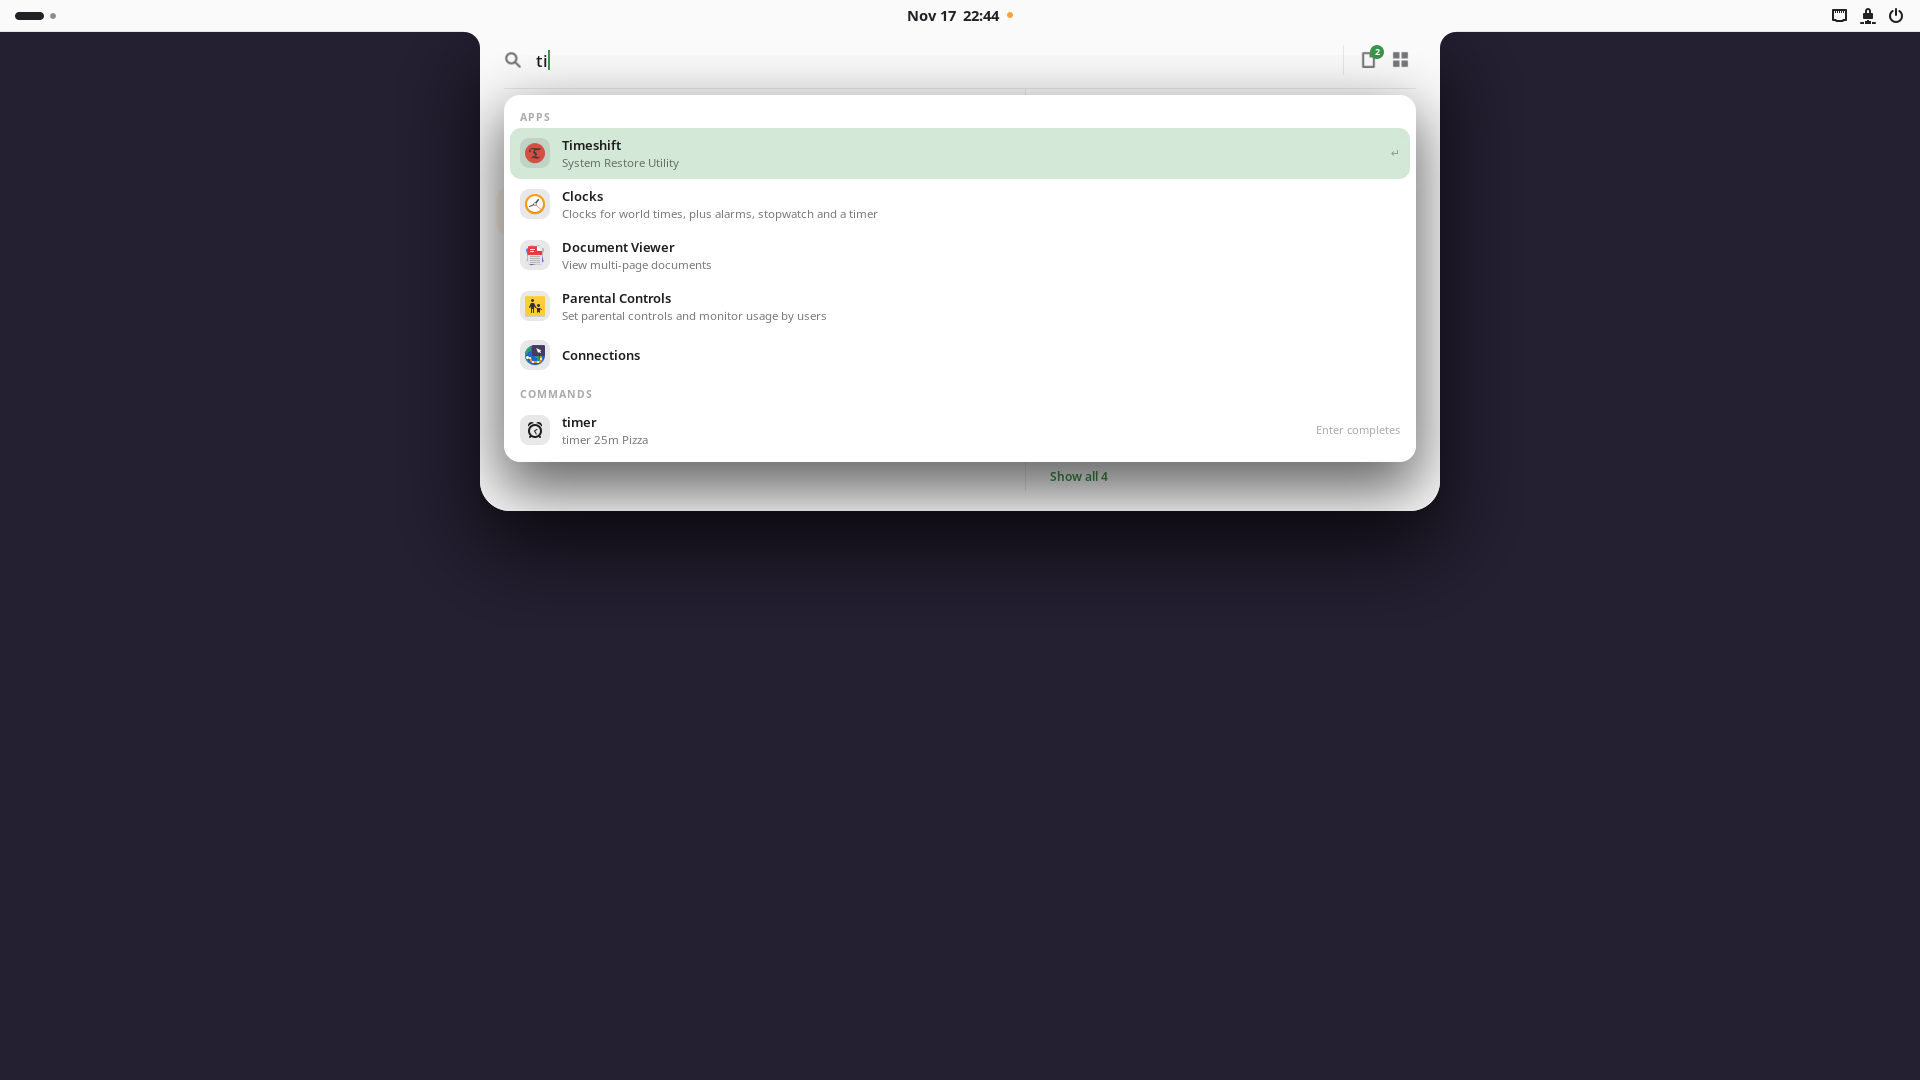 Nov 17 22:44
ti
2
APPS
Timeshift
System Restore Utility
Clocks
Clocks for world times, plus alarms, stopwatch and a timer
Document Viewer
View multi-page documents
Parental Controls
Set parental controls and monitor usage by users
Connections
COMMANDS
timer
timer 25m Pizza
Enter completes
Show all 4